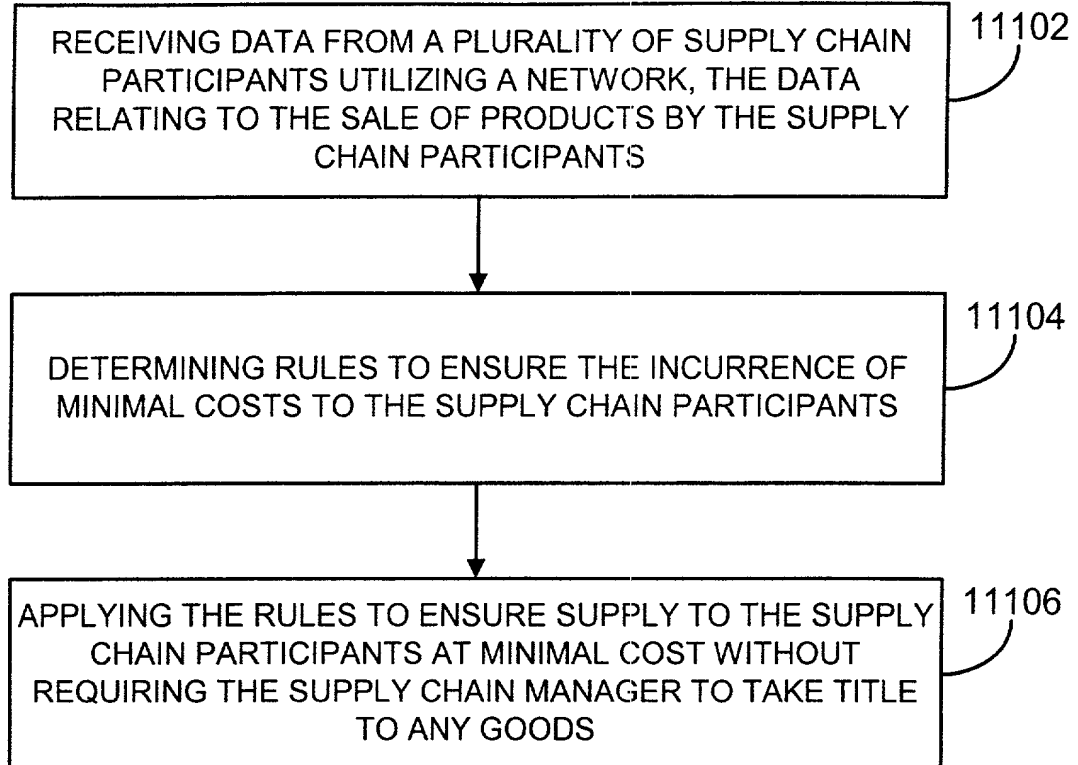 RECEIVING DATA FROM A PLURALITY OF SUPPLY CHAIN
PARTICIPANTS UTILIZING A NETWORK, THE DATA
RELATING TO THE SALE OF PRODUCTS BY THE SUPPLY
CHAIN PARTICIPANTS
11102
DETERMINING RULES TO ENSURE THE INCURRENCE OF
MINIMAL COSTS TO THE SUPPLY CHAIN PARTICIPANTS
11104
APPLYING THE RULES TO ENSURE SUPPLY TO THE SUPPLY
CHAIN PARTICIPANTS AT MINIMAL COST WITHOUT
REQUIRING THE SUPPLY CHAIN MANAGER TO TAKE TITLE
TO ANY GOODS
11106